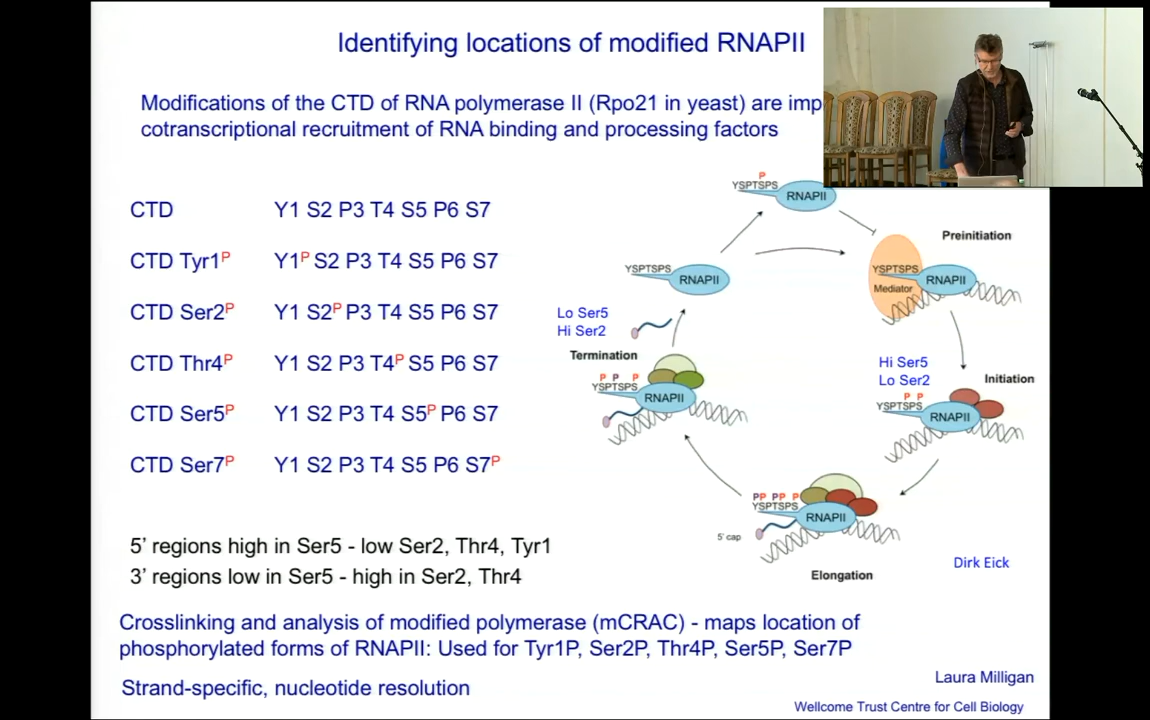 Identifying locations of modified RNAPII
Modifications of the CTD of RNA polymerase II (Rpo21 in yeast) are
cotranscriptional recruitment of RNA binding and processing factors
CTD Y1 S2 P3 T4 S5 P6 S7
CTD Tyr1P Y1P S2 P3 T4 S5 P6 S7
CTD Ser2P Y1 S2P P3 T4 S5 P6 S7
CTD Thr4P Y1 S2 P3 T4P S5 P6 S7
CTD Ser5P Y1 S2 P3 T4 S5P P6 S7
CTD Ser7P Y1 S2 P3 T4 S5 P6 S7P
P
YSPTSPS
RNAPII
Preinitiation
YSPTSPS
RNAPII
Mediator
YSPTSPS
RNAPII
Lo Ser5
Hi Ser2
Termination
P P P
YSPTSPS
RNAPII
Hi Ser5
Lo Ser2
Initiation
P P
YSPTSPS
RNAPII
PP PP P
YSPTSPS
RNAPII
5' cap
Elongation
Dirk Eick
5' regions high in Ser5 - low Ser2, Thr4, Tyr1
3' regions low in Ser5 - high in Ser2, Thr4
Crosslinking and analysis of modified polymerase (mCRAC) - maps location of
phosphorylated forms of RNAPII: Used for Tyr1P, Ser2P, Thr4P, Ser5P, Ser7P
Strand-specific, nucleotide resolution
Laura Milligan
Wellcome Trust Centre for Cell Biology